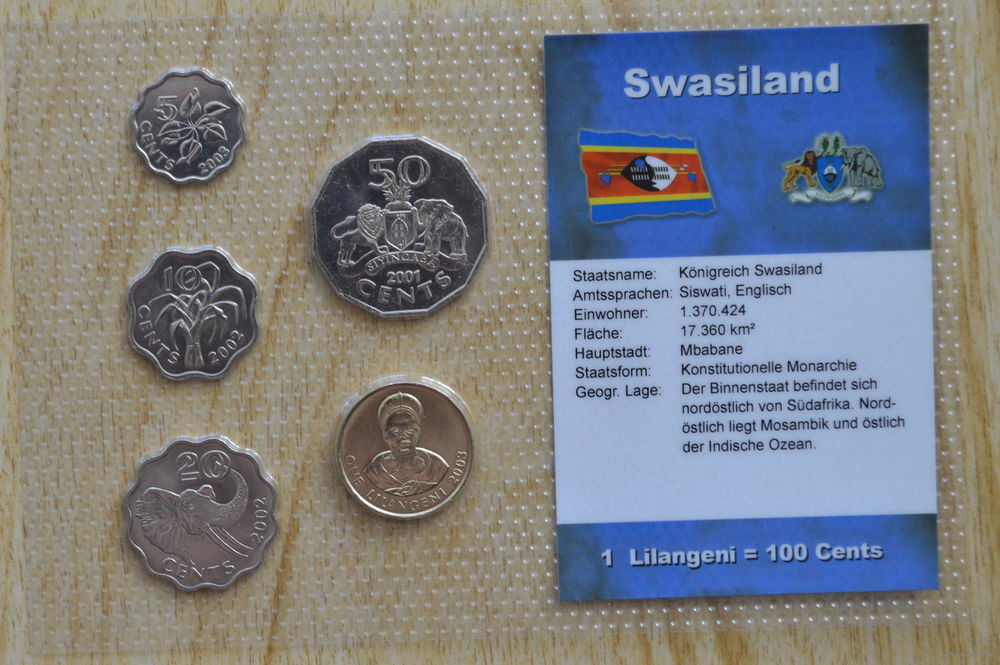 5
CENTS
2003
10
CENTS
2002
20
CENTS
2002
50
SIYINQABA
2001
CENTS
ONE LILANGENI 2003
Swasiland
Staatsname: Königreich Swasiland
Amtssprachen: Siswati, Englisch
Einwohner: 1.370.424
Fläche: 17.360 km²
Hauptstadt: Mbabane
Staatsform: Konstitutionelle Monarchie
Geogr. Lage: Der Binnenstaat befindet sich
nordöstlich von Südafrika. Nord-
östlich liegt Mosambik und östlich
der Indische Ozean.
1 Lilangeni = 100 Cents